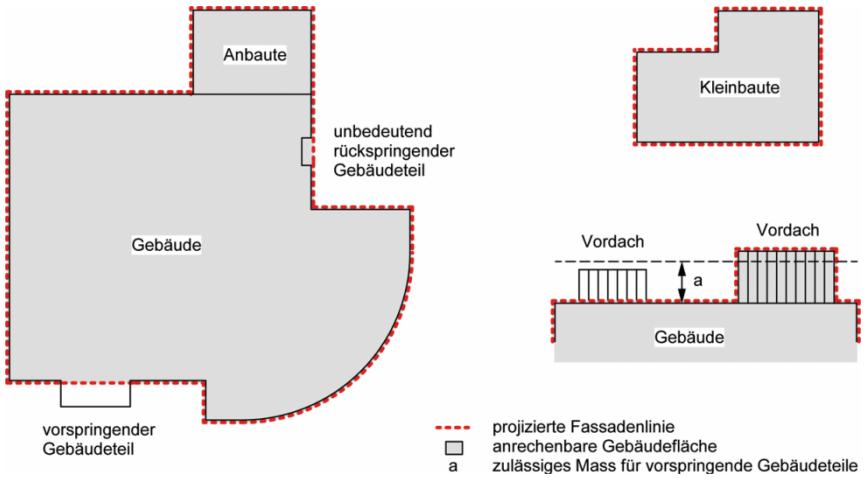 Anbaute
unbedeutend
rückspringender
Gebäudeteil
Gebäude
vorspringender
Gebäudeteil
Kleinbaute
Vordach
Vordach
a
Gebäude
projizierte Fassadenlinie
anrechenbare Gebäudefläche
a zulässiges Mass für vorspringende Gebäudeteile